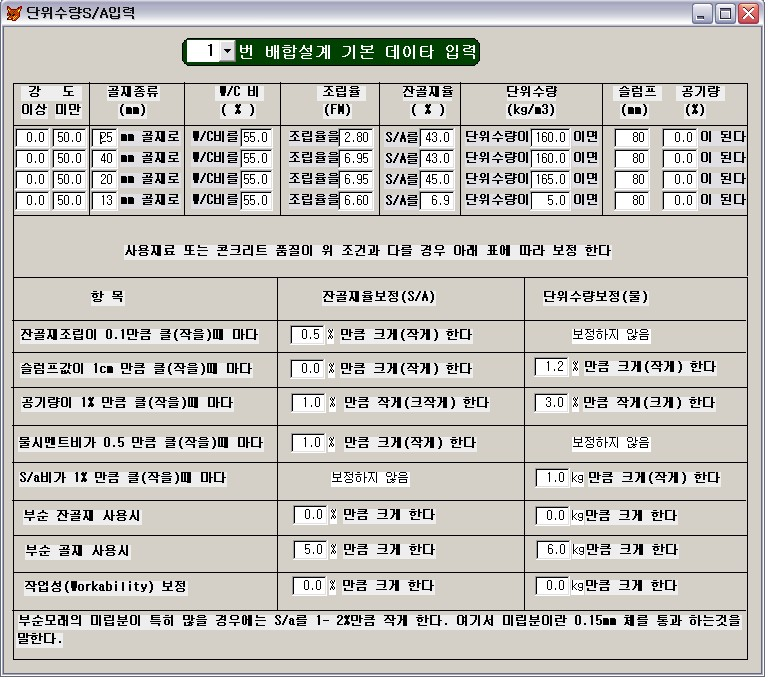 단위수량S/A입력
1 번 배합설계 기본 데이타 입력
강 도 골재종류 W/C 비 조립율 잔골재율 단위수량 슬럼프 공기량
이상 미만 (mm) ( % ) (FM) ( % ) (kg/m3) (mm) (%)
0.0 50.0 25 mm 골재로 W/C비를 55.0 조립율을 2.80 S/A를 43.0 단위수량이 160.0 이면 80 0.0 이 된다
0.0 50.0 40 mm 골재로 W/C비를 55.0 조립율을 6.95 S/A를 43.0 단위수량이 160.0 이면 80 0.0 이 된다
0.0 50.0 20 mm 골재로 W/C비를 55.0 조립율을 6.95 S/A를 45.0 단위수량이 165.0 이면 80 0.0 이 된다
0.0 50.0 13 mm 골재로 W/C비를 55.0 조립율을 6.60 S/A를 6.9 단위수량이 5.0 이면 80 0.0 이 된다
사용재료 또는 콘크리트 품질이 위 조건과 다를 경우 아래 표에 따라 보정 한다
항 목 잔골재율보정(S/A) 단위수량보정(물)
잔골재조립이 0.1만큼 클(작을)때 마다 0.5 % 만큼 크게(작게) 한다 보정하지 않음
슬럼프값이 1cm 만큼 클(작을)때 마다 0.0 % 만큼 크게(작게) 한다 1.2 % 만큼 크게(작게) 한다
공기량이 1% 만큼 클(작을)때 마다 1.0 % 만큼 작게(크작게) 한다 3.0 % 만큼 작게(크게) 한다
물시멘트비가 0.5 만큼 클(작을)때 마다 1.0 % 만큼 크게(작게) 한다 보정하지 않음
S/a비가 1% 만큼 클(작을)때 마다 보정하지 않음 1.0 kg 만큼 크게(작게) 한다
부순 잔골재 사용시 0.0 % 만큼 크게 한다 0.0 kg만큼 크게 한다
부순 골재 사용시 5.0 % 만큼 크게 한다 6.0 kg만큼 크게 한다
작업성(Workability) 보정 0.0 % 만큼 크게 한다 0.0 kg만큼 크게 한다
부순모래의 미립분이 특히 많을 경우에는 S/a를 1- 2%만큼 작게 한다. 여기서 미립분이란 0.15mm 체를 통과 하는것을
말한다.